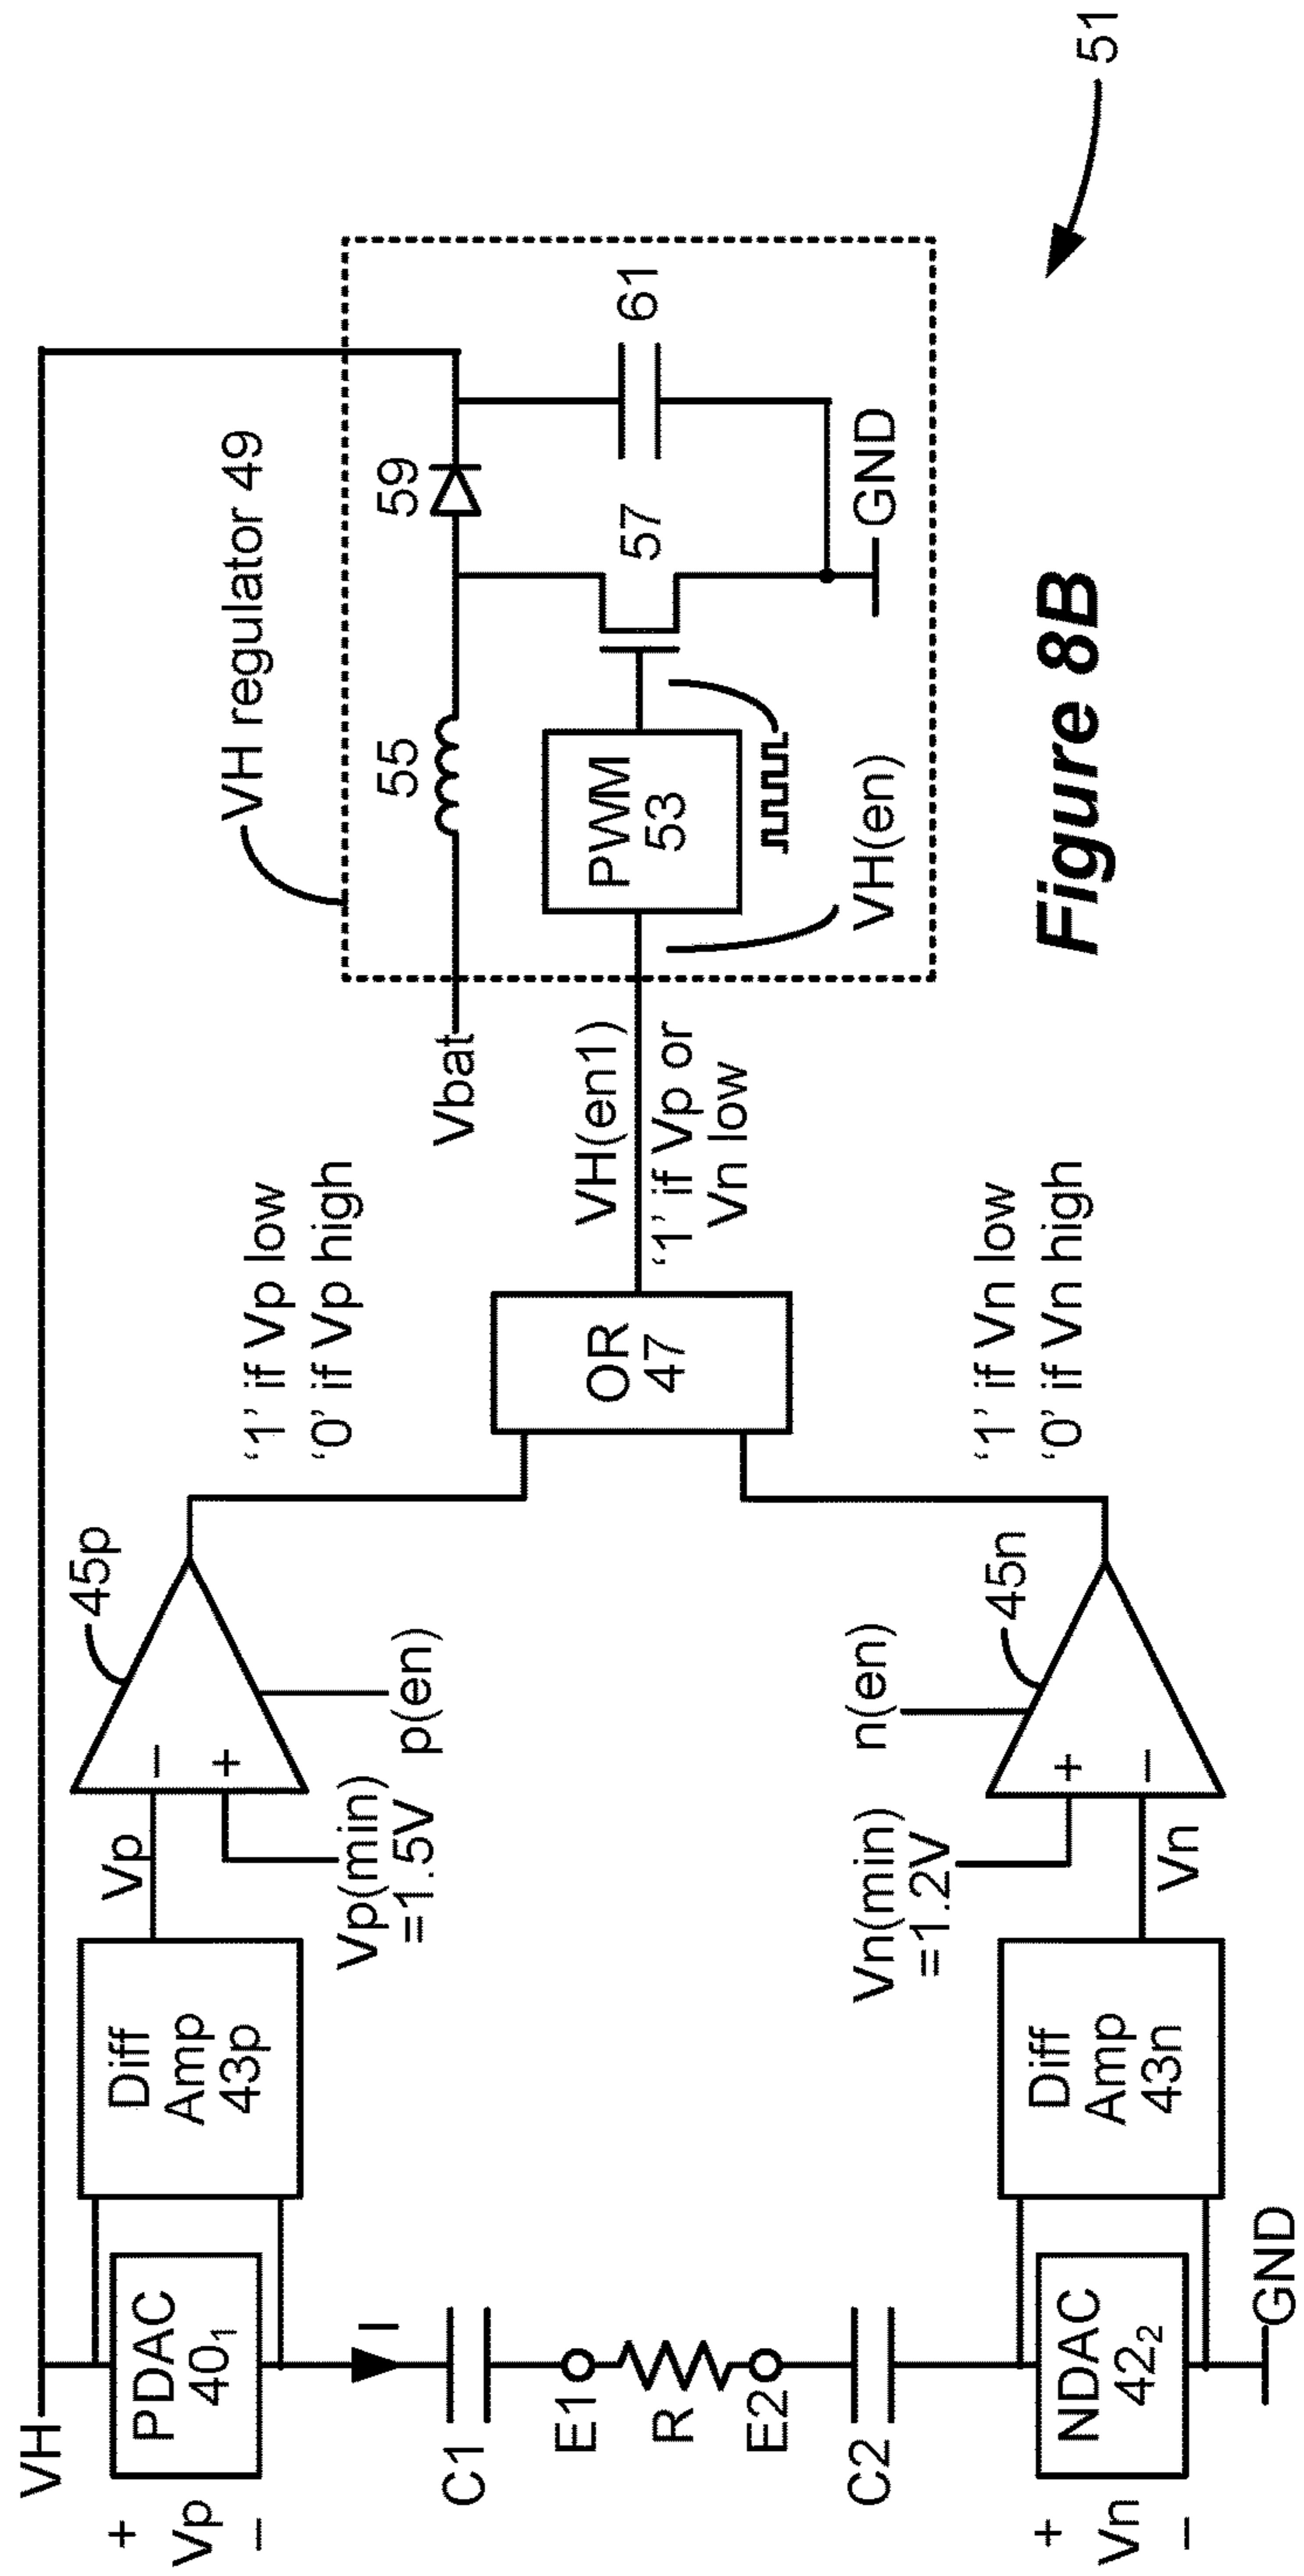 VH
+
Vp
–
PDAC
40₁
Diff
Amp
43p
Vp
Vp(min)
=1.5V
–
+
45p
p(en)
'1' if Vp low
'0' if Vp high
I
C1
E1
R
E2
C2
+
Vn
–
NDAC
42₂
GND
Diff
Amp
43n
Vn
Vn(min)
=1.2V
+
–
45n
n(en)
'1' if Vn low
'0' if Vn high
OR
47
VH(en1)
'1' if Vp or
Vn low
Vbat
VH regulator 49
55
59
PWM
53
57
61
VH(en)
GND
51
Figure 8B